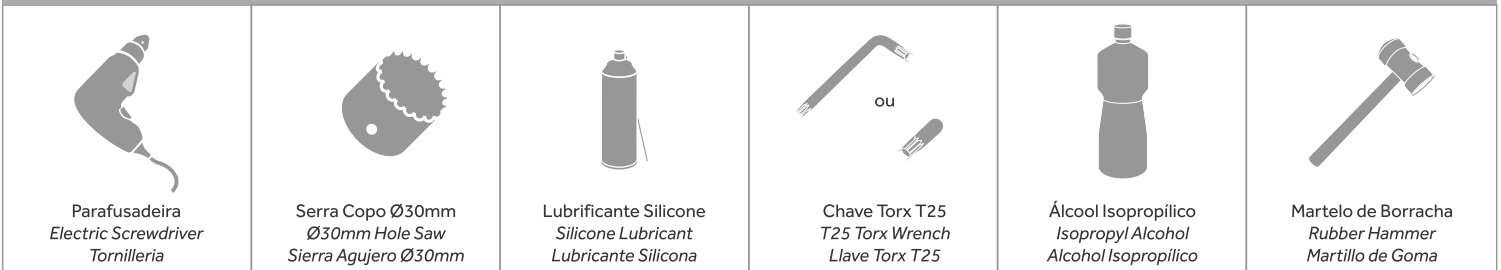 ou
Parafusadeira
Electric Screwdriver
Tornilleria
Serra Copo Ø30mm
Ø30mm Hole Saw
Sierra Agujero Ø30mm
Lubrificante Silicone
Silicone Lubricant
Lubricante Silicona
Chave Torx T25
T25 Torx Wrench
Llave Torx T25
Álcool Isopropílico
Isopropyl Alcohol
Alcohol Isopropílico
Martelo de Borracha
Rubber Hammer
Martillo de Goma